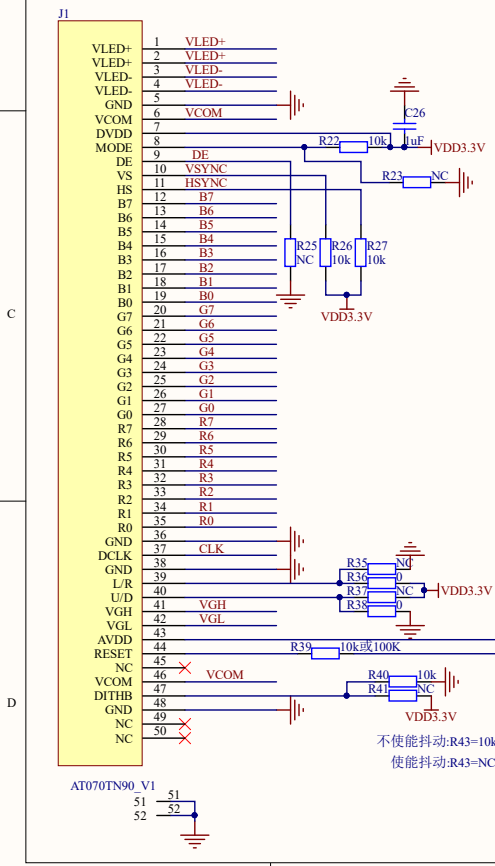 J1
VLED+ 1 VLED+
VLED+ 2 VLED+
VLED- 3 VLED-
VLED- 4 VLED-
GND 5
VCOM 6 VCOM
C26
1uF
DVDD 7
MODE 8
R22 10k
VDD3.3V
DE 9 DE
VS 10 VSYNC
HS 11 HSYNC
R23 NC
B7 12 B7
B6 13 B6
B5 14 B5
B4 15 B4
B3 16 B3
B2 17 B2
B1 18 B1
B0 19 B0
R25 R26 R27
NC 10k 10k
VDD3.3V
C
G7 20 G7
G6 21 G6
G5 22 G5
G4 23 G4
G3 24 G3
G2 25 G2
G1 26 G1
G0 27 G0
R7 28 R7
R6 29 R6
R5 30 R5
R4 31 R4
R3 32 R3
R2 33 R2
R1 34 R1
R0 35 R0
GND 36
DCLK 37 CLK
GND 38
L/R 39
U/D 40
R35 NC
R36 0
R37 NC
R38 0
VDD3.3V
VGH 41 VGH
VGL 42 VGL
AVDD 43
RESET 44
R39 10k或100K
NC 45
VCOM 46 VCOM
DITHB 47
R40 10k
R41 NC
VDD3.3V
GND 48
NC 49
NC 50
D
不使能抖动:R43=10k
使能抖动:R43=NC
AT070TN90_V1
51 51
52 52